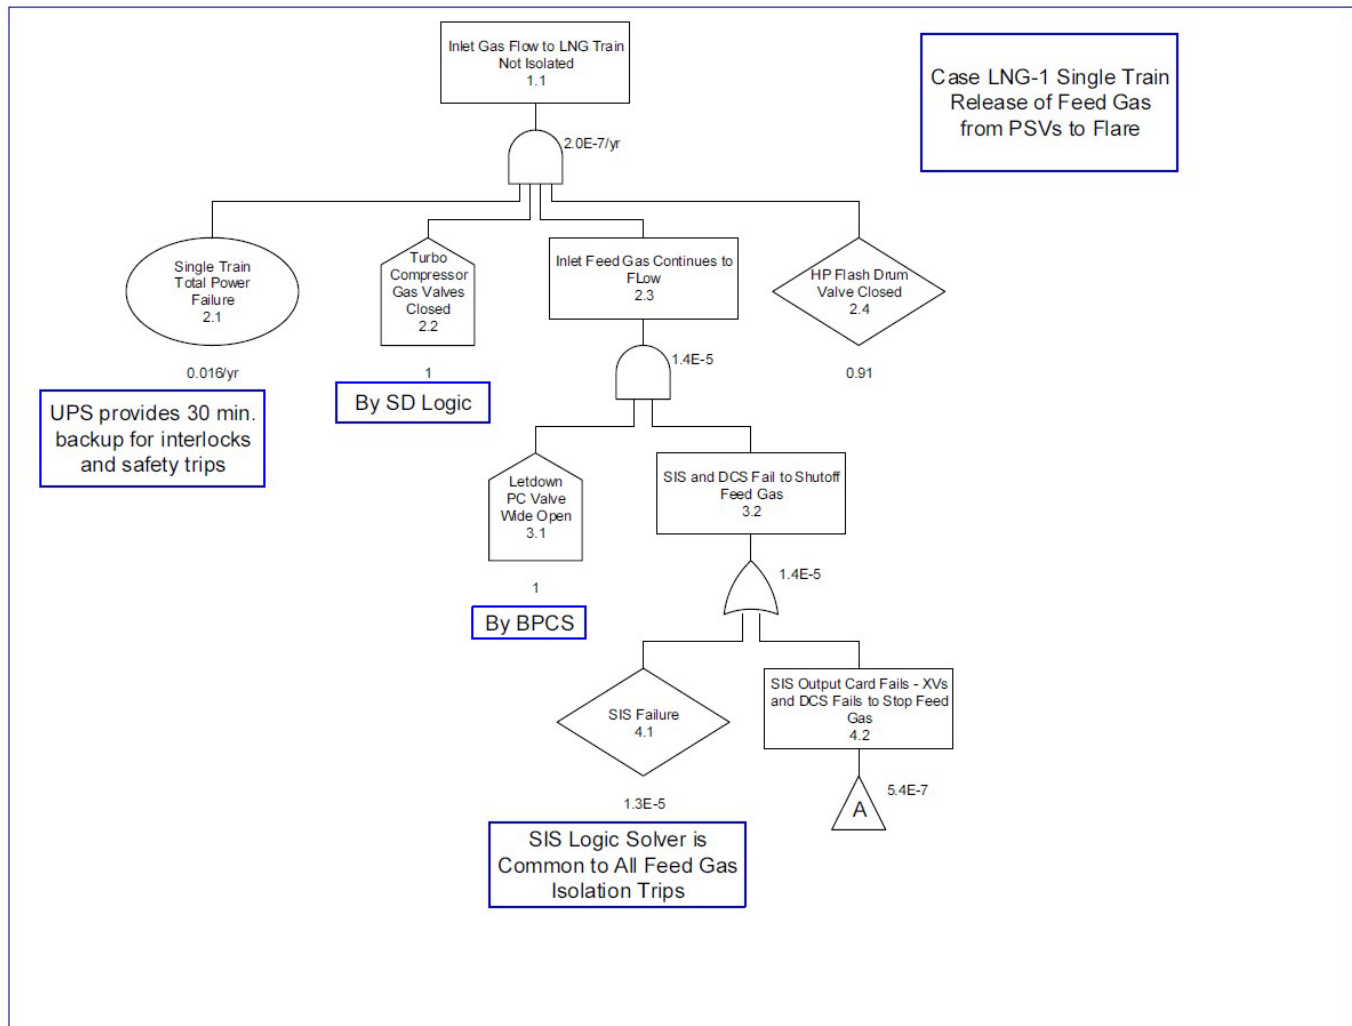 Inlet Gas Flow to LNG Train
Not Isolated
1.1
Case LNG-1 Single Train
Release of Feed Gas
from PSVs to Flare
2.0E-7/yr
Single Train
Total Power
Failure
2.1
0.016/yr
UPS provides 30 min.
backup for interlocks
and safety trips
Turbo
Compressor
Gas Valves
Closed
2.2
1
By SD Logic
Inlet Feed Gas Continues to
FLow
2.3
1.4E-5
HP Flash Drum
Valve Closed
2.4
0.91
Letdown
PC Valve
Wide Open
3.1
1
By BPCS
SIS and DCS Fail to Shutoff
Feed Gas
3.2
1.4E-5
SIS Failure
4.1
1.3E-5
SIS Logic Solver is
Common to All Feed Gas
Isolation Trips
SIS Output Card Fails - XVs
and DCS Fails to Stop Feed
Gas
4.2
5.4E-7
A